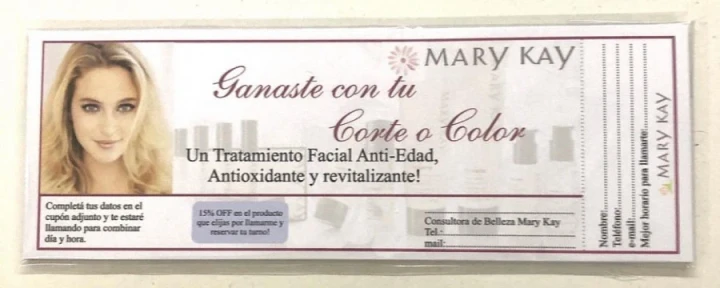 MARY KAY
Ganaste con tu
Corte o Color
Un Tratamiento Facial Anti-Edad,
Antioxidante y revitalizante!
Completá tus datos en el
cupón adjunto y te estaré
llamando para combinar
día y hora.
15% OFF en el producto
que elijas por llamarme y
reservar tu turno!
Consultora de Belleza Mary Kay
Tel -
mail:
Nombre:
Teléfono:
e-mail:
Mejor horario para llamarte:
MARY KAY